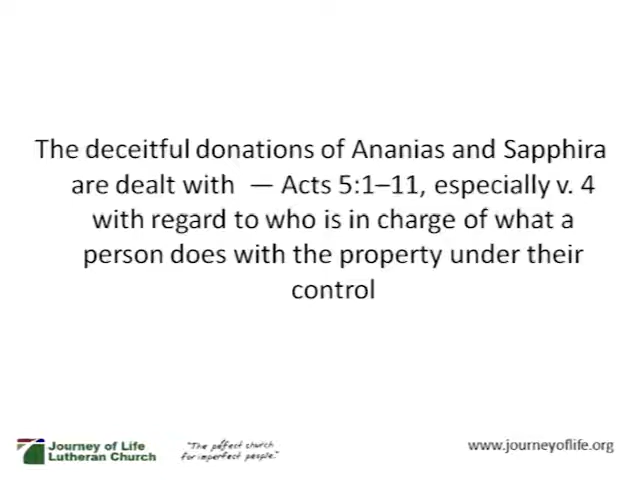 The deceitful donations of Ananias and Sapphira
are dealt with — Acts 5:1–11, especially v. 4
with regard to who is in charge of what a
person does with the property under their
control
Journey of Life
Lutheran Church
"The perfect church
for imperfect people."
www.journeyoflife.org